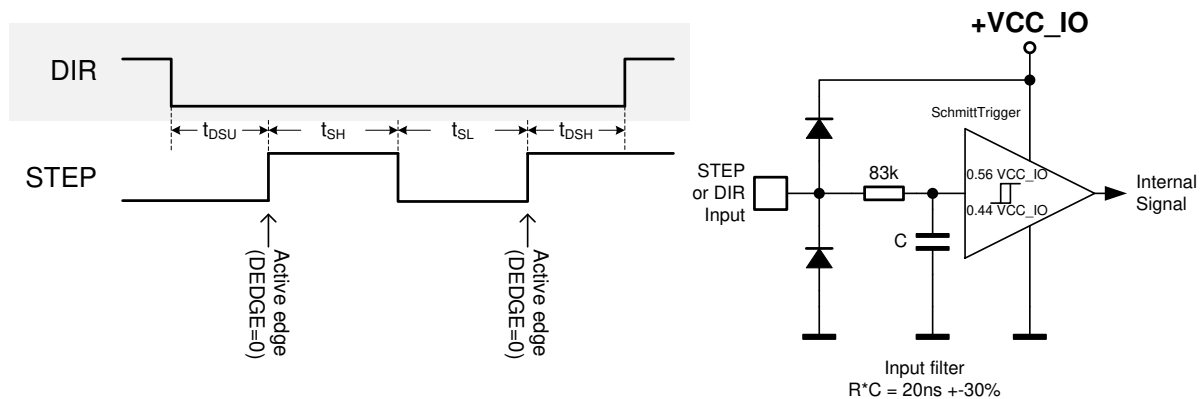 DIR
tDSU
tSH
tSL
tDSH
STEP
Active edge
(DEDGE=0)
Active edge
(DEDGE=0)
+VCC_IO
SchmittTrigger
STEP
or DIR
Input
83k
0.56 VCC_IO
0.44 VCC_IO
C
Internal
Signal
Input filter
R*C = 20ns +-30%